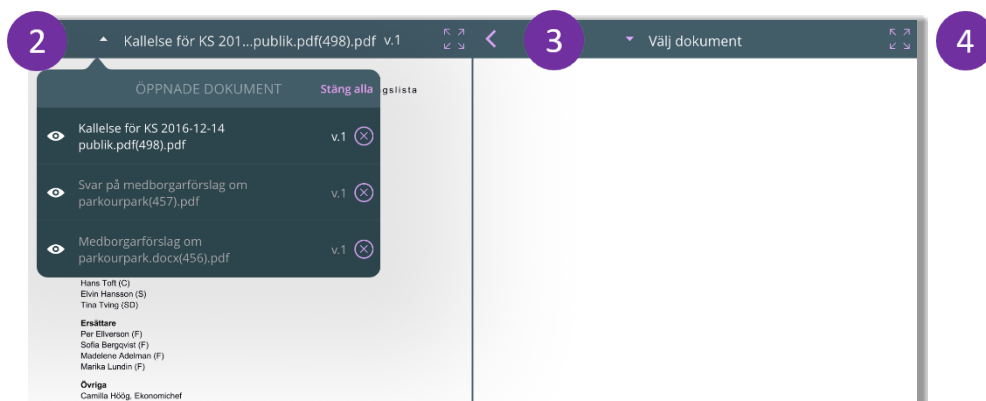 2
Kallelse för KS 201...publik.pdf(498).pdf v.1
3
Välj dokument
4
ÖPPNADE DOKUMENT Stäng alla
gslista
Kallelse för KS 2016-12-14
publik.pdf(498).pdf
v.1
Svar på medborgarförslag om
parkourpark(457).pdf
v.1
Medborgarförslag om
parkourpark.docx(456).pdf
v.1
Hans Toft (C)
Elvin Hansson (S)
Tina Tving (SD)
Ersättare
Per Ellverson (F)
Sofia Bergqvist (F)
Madelene Adelman (F)
Marika Lundin (F)
Övriga
Camilla Höög, Ekonomichef